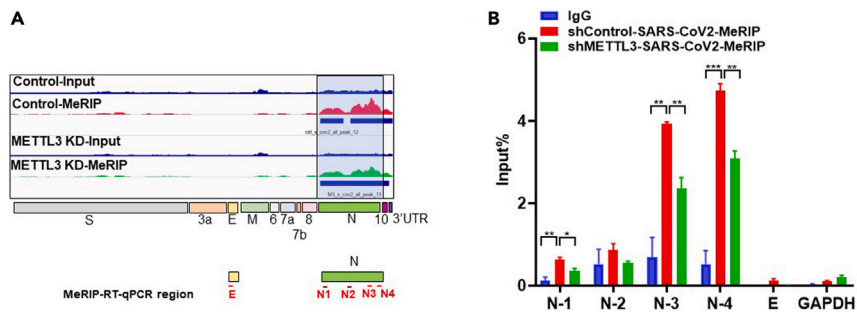 A
Control-Input
Control-MeRIP
ctrl_s_cov2_all_peak_12
METTL3 KD-Input
METTL3 KD-MeRIP
M3_s_cov2_all_peak_13
S 3a E M 6 7a 7b 8 N 10 3'UTR
N
MeRIP-RT-qPCR region E N1 N2 N3 N4
B
IgG
shControl-SARS-CoV2-MeRIP
shMETTL3-SARS-CoV2-MeRIP
Input%
6
4
2
0
** *
** **
*** **
N-1 N-2 N-3 N-4 E GAPDH